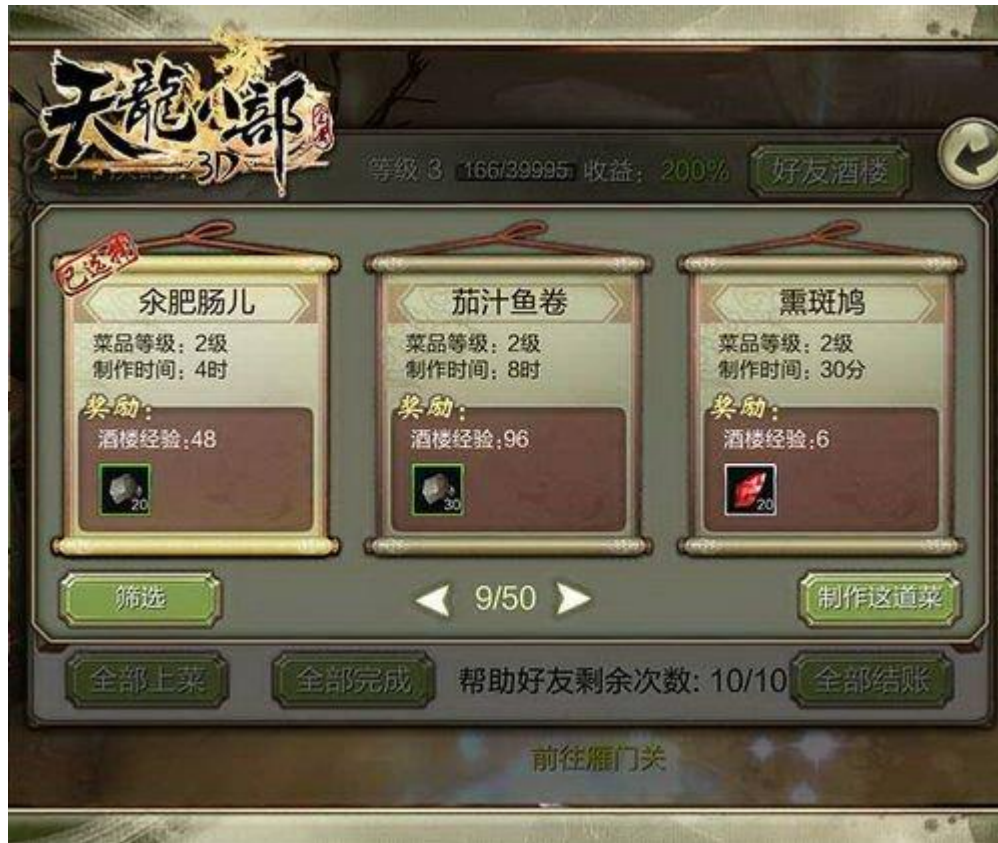 天龍八部
3D
等级 3 166/39995 收益：200% 好友酒楼
已选择
氽肥肠儿
菜品等级：2级
制作时间：4时
奖励：
酒楼经验:48
20
茄汁鱼卷
菜品等级：2级
制作时间：8时
奖励：
酒楼经验:96
30
熏斑鸠
菜品等级：2级
制作时间：30分
奖励：
酒楼经验:6
20
筛选 9/50 制作这道菜
全部上菜 全部完成 帮助好友剩余次数: 10/10 全部结账
前往雁门关